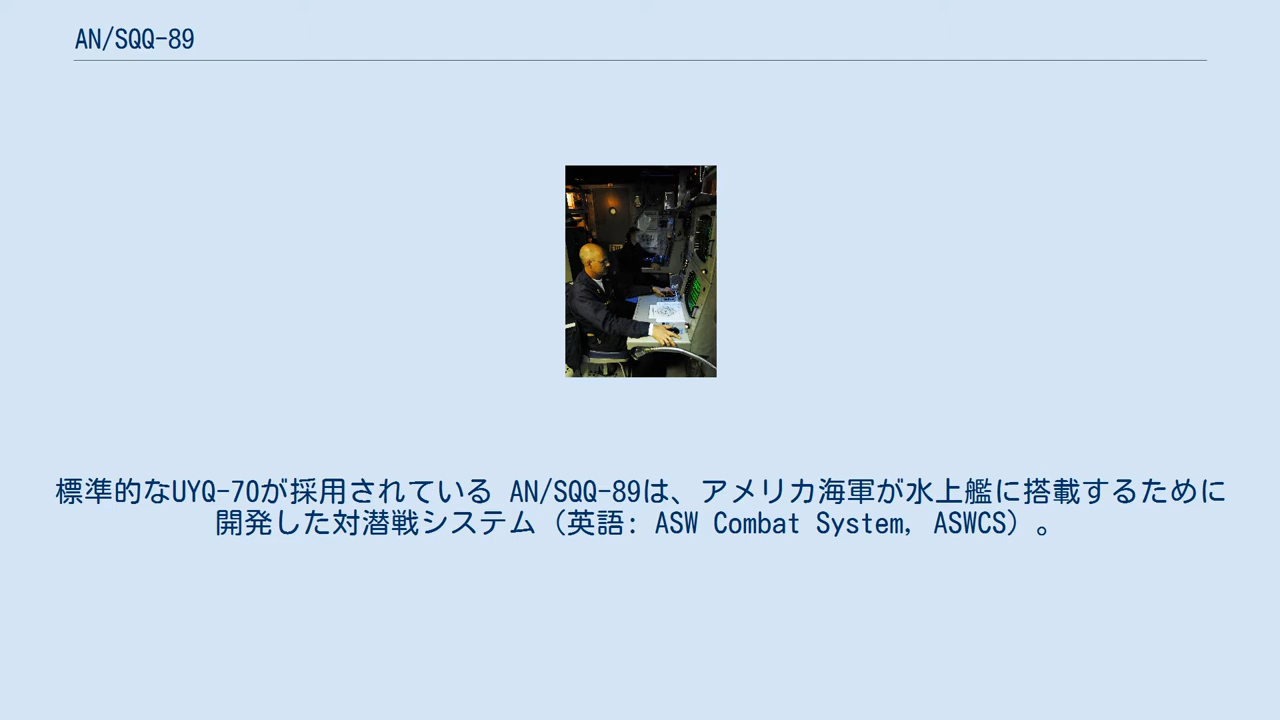 AN/SQQ-89
標準的なUYQ-70が採用されている AN/SQQ-89は、アメリカ海軍が水上艦に搭載するために
開発した対潜戦システム（英語: ASW Combat System, ASWCS）。